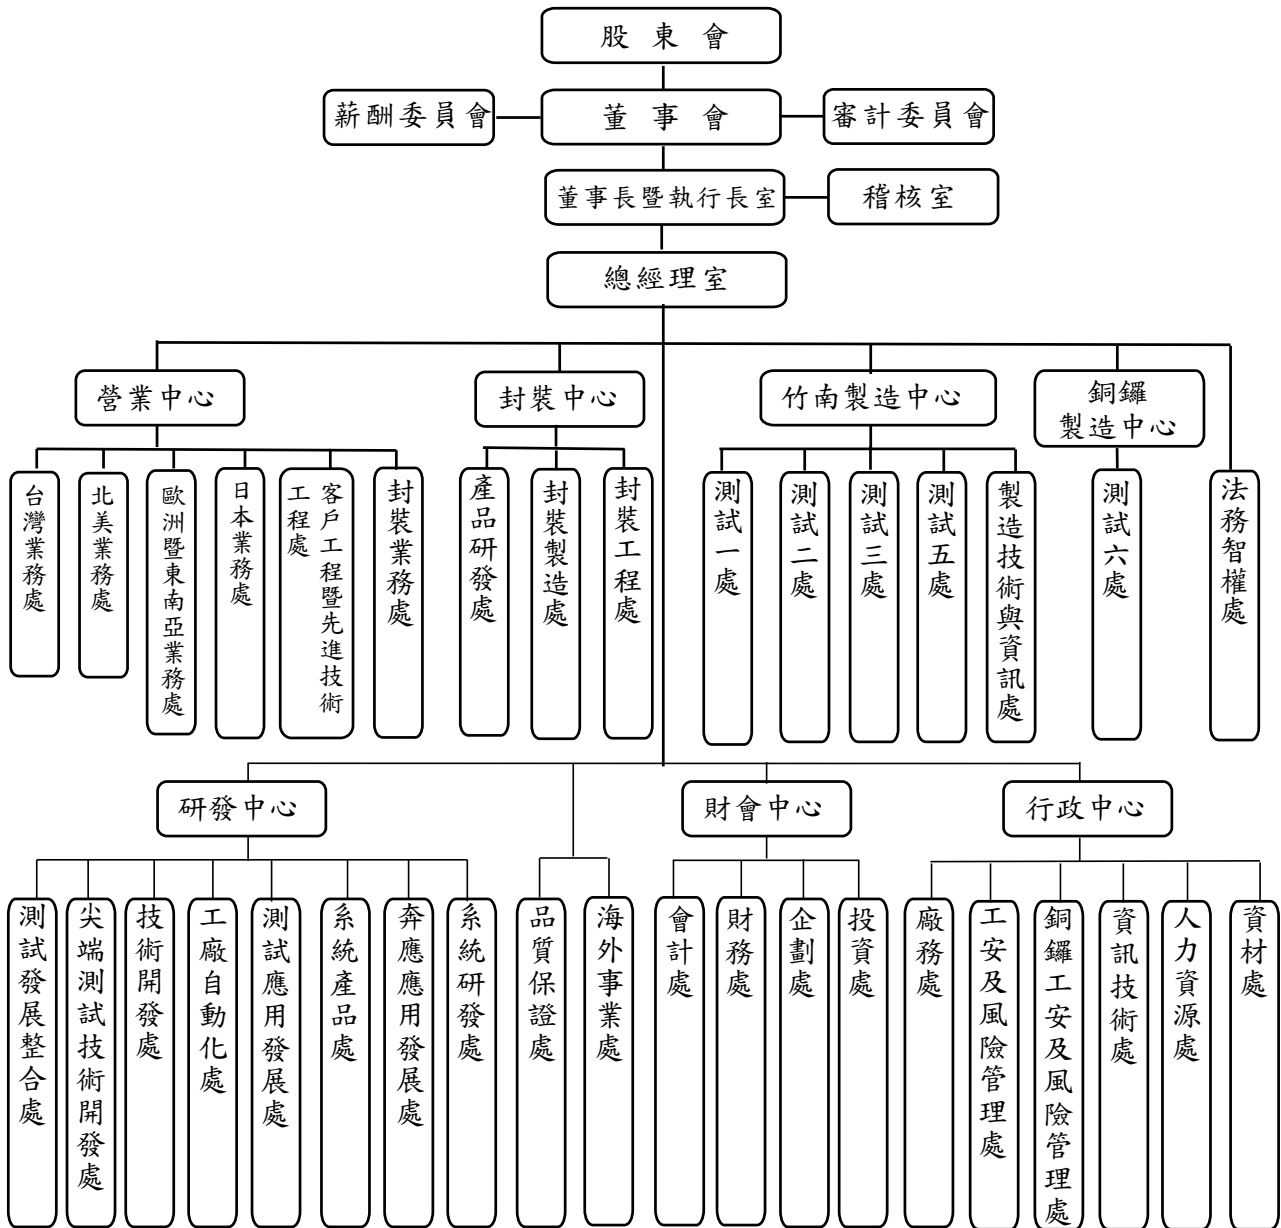 股東會
薪酬委員會
董事會
審計委員會
董事長暨執行長室
稽核室
總經理室
營業中心
封裝中心
竹南製造中心
銅鑼
製造中心
台灣業務處
北美業務處
歐洲暨東南亞業務處
日本業務處
客戶工程暨先進技術
工程處
封裝業務處
產品研發處
封裝製造處
封裝工程處
測試一處
測試二處
測試三處
測試五處
製造技術與資訊處
測試六處
法務智權處
研發中心
財會中心
行政中心
測試發展整合處
尖端測試技術開發處
技術開發處
工廠自動化處
測試應用發展處
系統產品處
奔應應用發展處
系統研發處
品質保證處
海外事業處
會計處
財務處
企劃處
投資處
廠務處
工安及風險管理處
銅鑼工安及風險管理處
資訊技術處
人力資源處
資材處